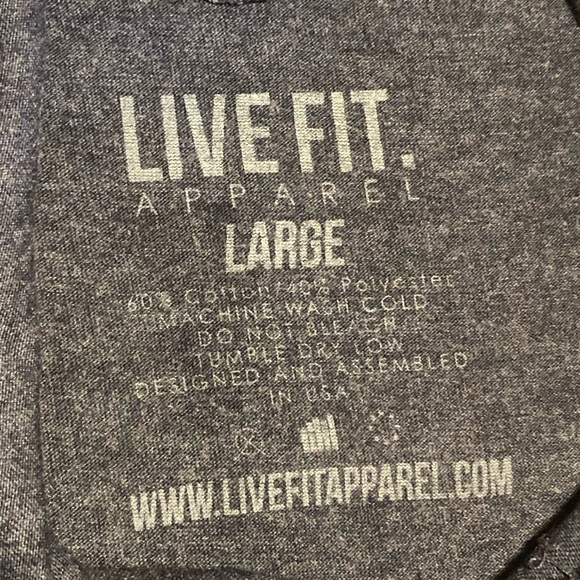 LIVE FIT.
APPAREL
LARGE
60% Cotton/40% Polyester
MACHINE WASH COLD
DO NOT BLEACH
TUMBLE DRY LOW
DESIGNED AND ASSEMBLED
IN USA
WWW.LIVEFITAPPAREL.COM